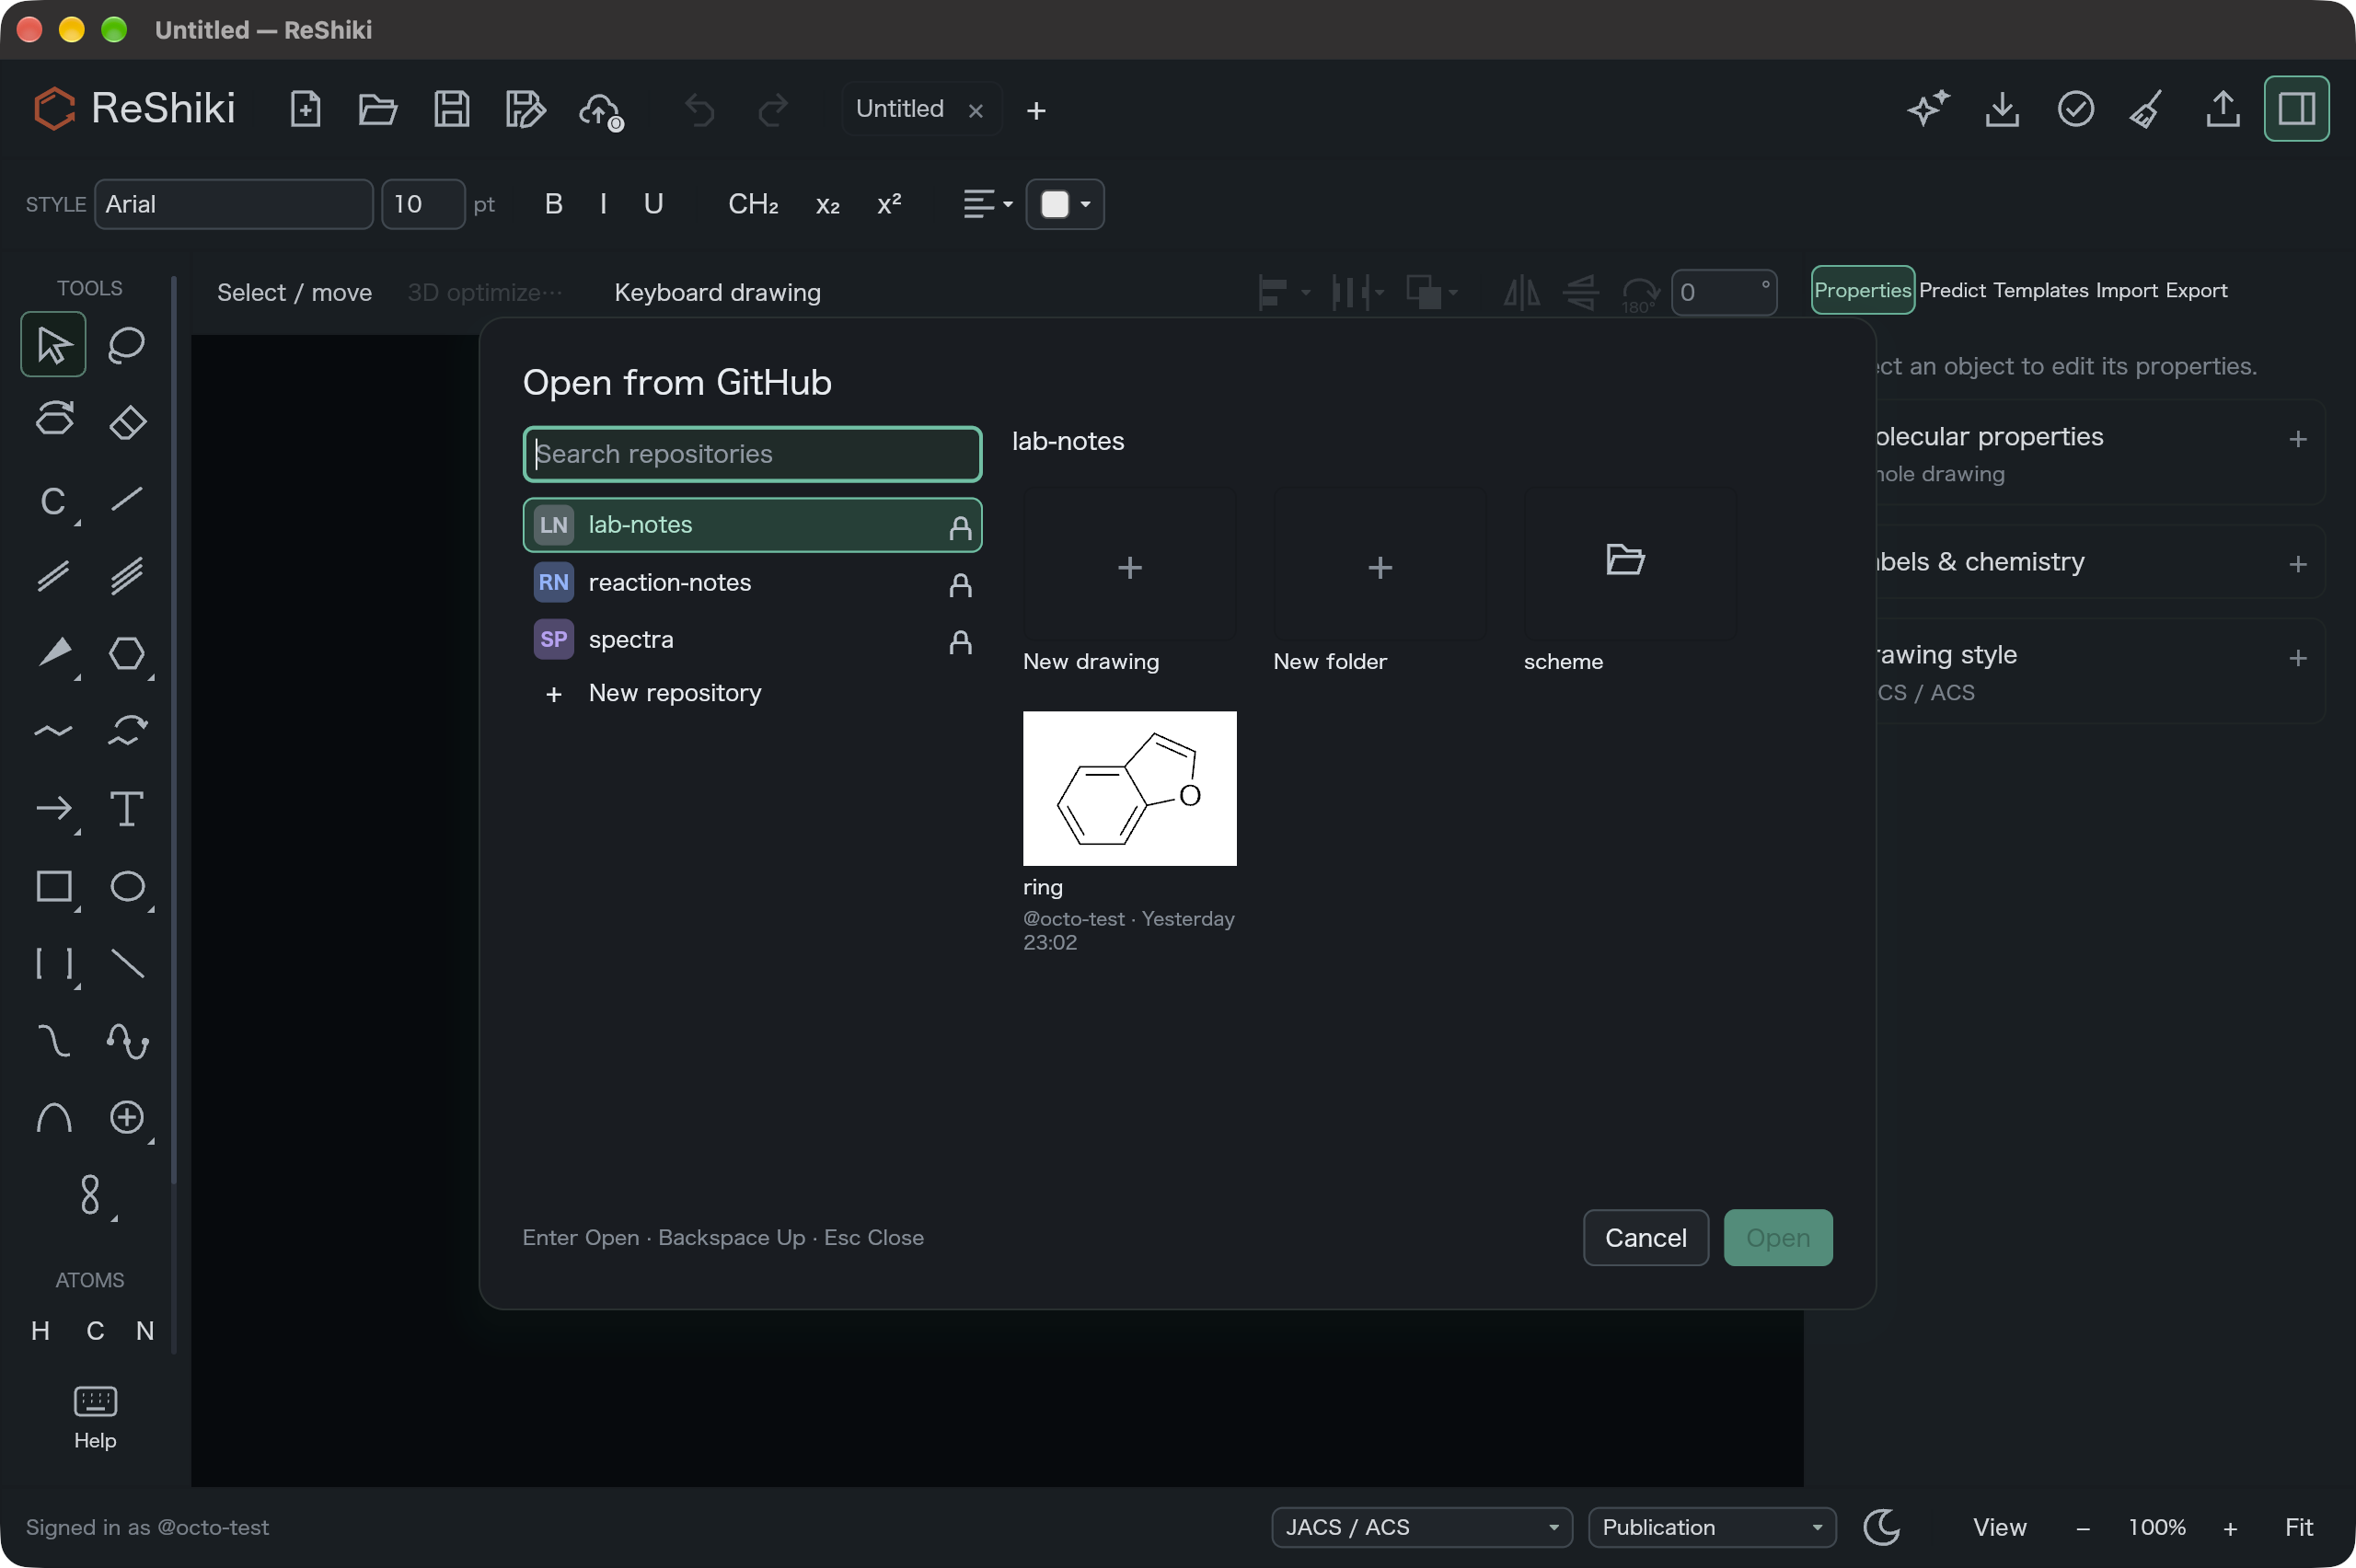 Untitled — ReShiki
ReShiki
Untitled × +
STYLE Arial 10 pt B I U CH₂ x₂ x²
TOOLS
Select / move 3D optimize… Keyboard drawing
180°
0 °
Properties Predict Templates Import Export
Open from GitHub
Search repositories
LN lab-notes
RN reaction-notes
SP spectra
+ New repository
lab-notes
+ +
New drawing New folder scheme
O
ring
@octo-test · Yesterday
23:02
Enter Open · Backspace Up · Esc Close
Cancel Open
ect an object to edit its properties.
olecular properties +
hole drawing
bels & chemistry +
rawing style +
CS / ACS
C
T
ATOMS
H C N
Help
Signed in as @octo-test
JACS / ACS Publication View − 100% + Fit